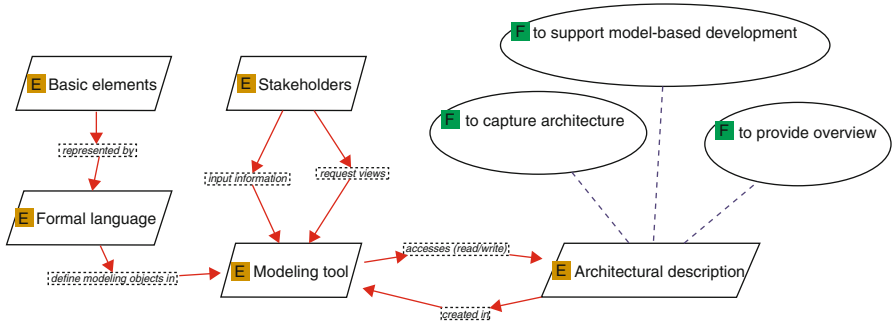 F to support model-based development
E Basic elements
E Stakeholders
F to capture architecture
F to provide overview
represented by
input information
request views
E Formal language
accesses (read/write)
define modeling objects in
E Modeling tool
E Architectural description
created in